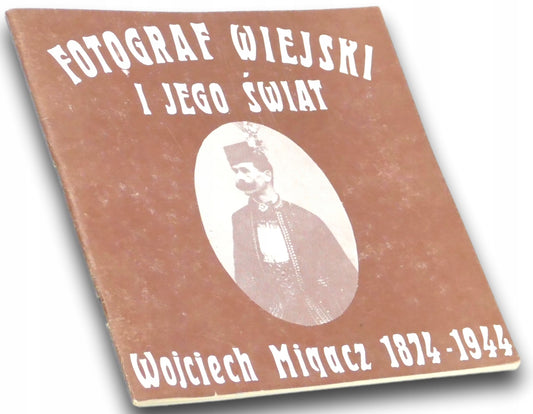 FOTOGRAF WIEJSKI
I JEGO ŚWIAT
Wojciech Migacz 1874-1944